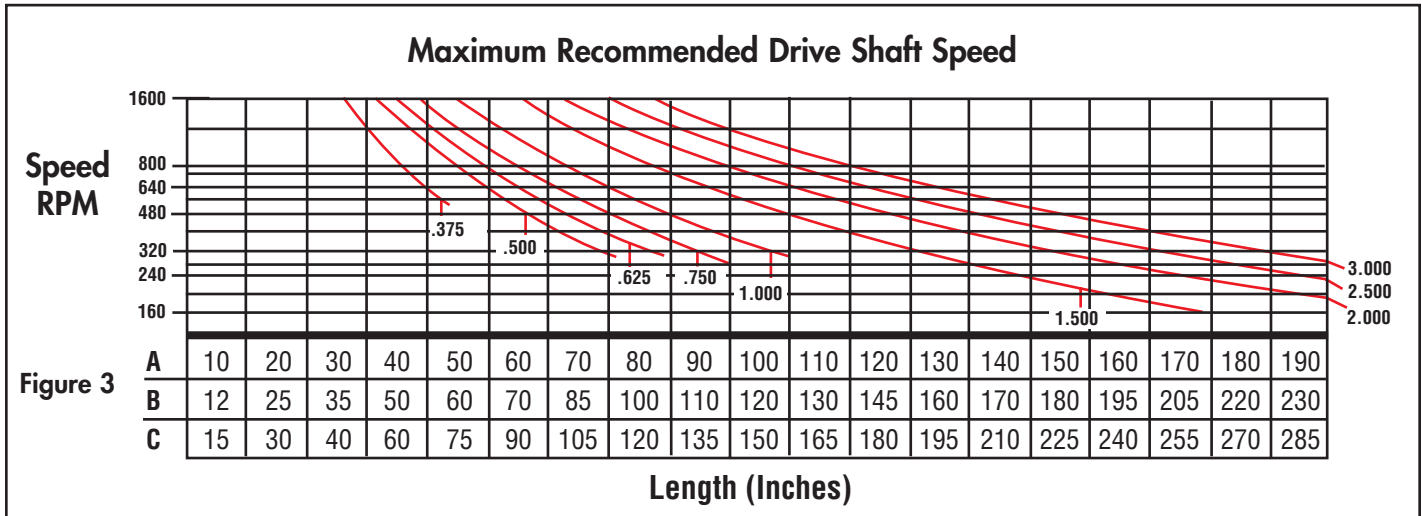 Maximum Recommended Drive Shaft Speed
Speed
RPM
1600
800
640
480
320
240
160
.375
.500
.625
.750
1.000
1.500
3.000
2.500
2.000
Figure 3
A 10 20 30 40 50 60 70 80 90 100 110 120 130 140 150 160 170 180 190
B 12 25 35 50 60 70 85 100 110 120 130 145 160 170 180 195 205 220 230
C 15 30 40 60 75 90 105 120 135 150 165 180 195 210 225 240 255 270 285
Length (Inches)